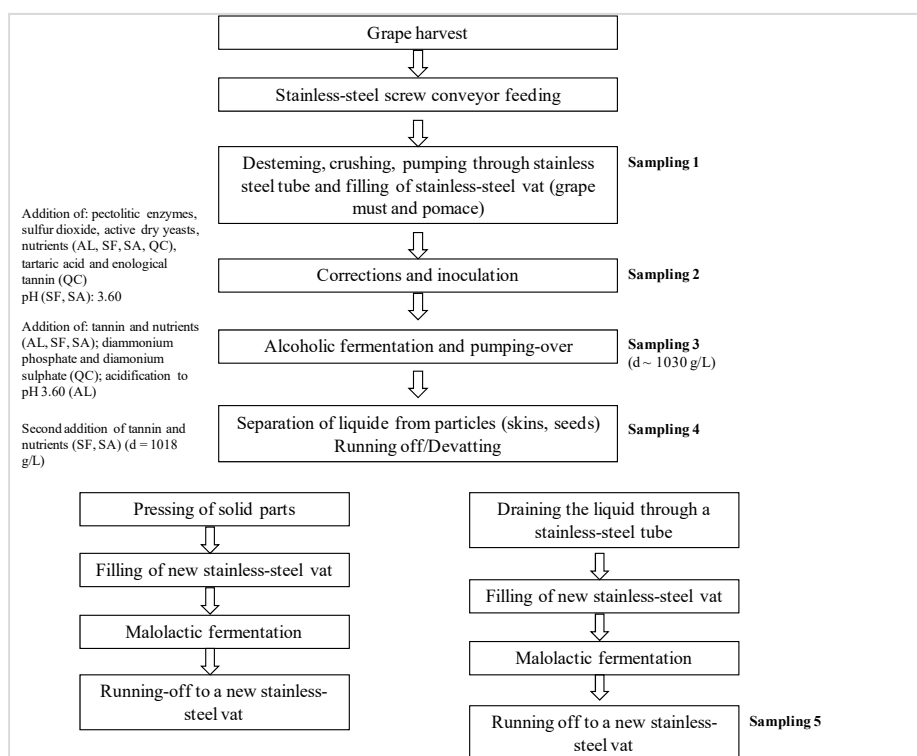 Grape harvest
Stainless-steel screw conveyor feeding
Desteming, crushing, pumping through stainless
steel tube and filling of stainless-steel vat (grape
must and pomace)
Sampling 1
Addition of: pectolitic enzymes,
sulfur dioxide, active dry yeasts,
nutrients (AL, SF, SA, QC),
tartaric acid and enological
tannin (QC)
pH (SF, SA): 3.60
Corrections and inoculation
Sampling 2
Addition of: tannin and nutrients
(AL, SF, SA); diammonium
phosphate and diamonium
sulphate (QC); acidification to
pH 3.60 (AL)
Alcoholic fermentation and pumping-over
Sampling 3
(d ~ 1030 g/L)
Second addition of tannin and
nutrients (SF, SA) (d = 1018
g/L)
Separation of liquide from particles (skins, seeds)
Running off/Devatting
Sampling 4
Pressing of solid parts
Filling of new stainless-steel vat
Malolactic fermentation
Running-off to a new stainless-
steel vat
Draining the liquid through a
stainless-steel tube
Filling of new stainless-steel vat
Malolactic fermentation
Running off to a new stainless-
steel vat
Sampling 5